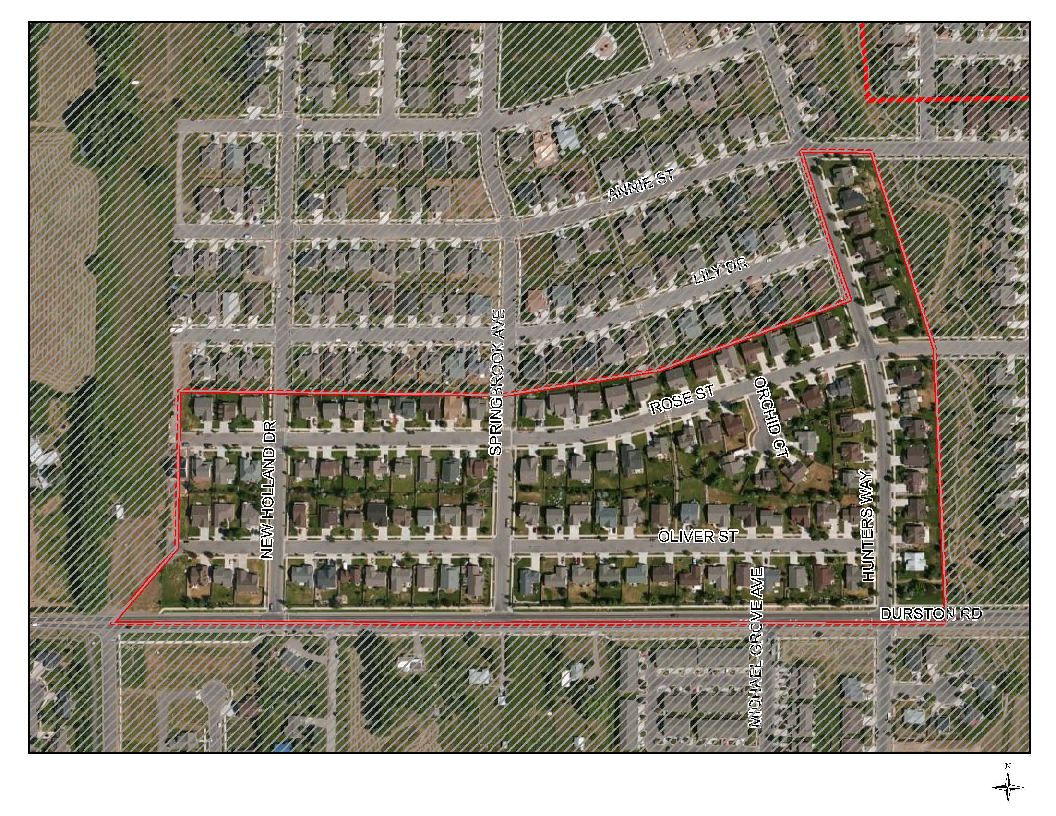 ANNIE ST
LILY DR
SPRINGBROOK AVE
ROSE ST
ORCHID CT
NEW HOLLAND DR
HUNTERS WAY
OLIVER ST
MICHAEL GROVE AVE
DURSTON RD
N